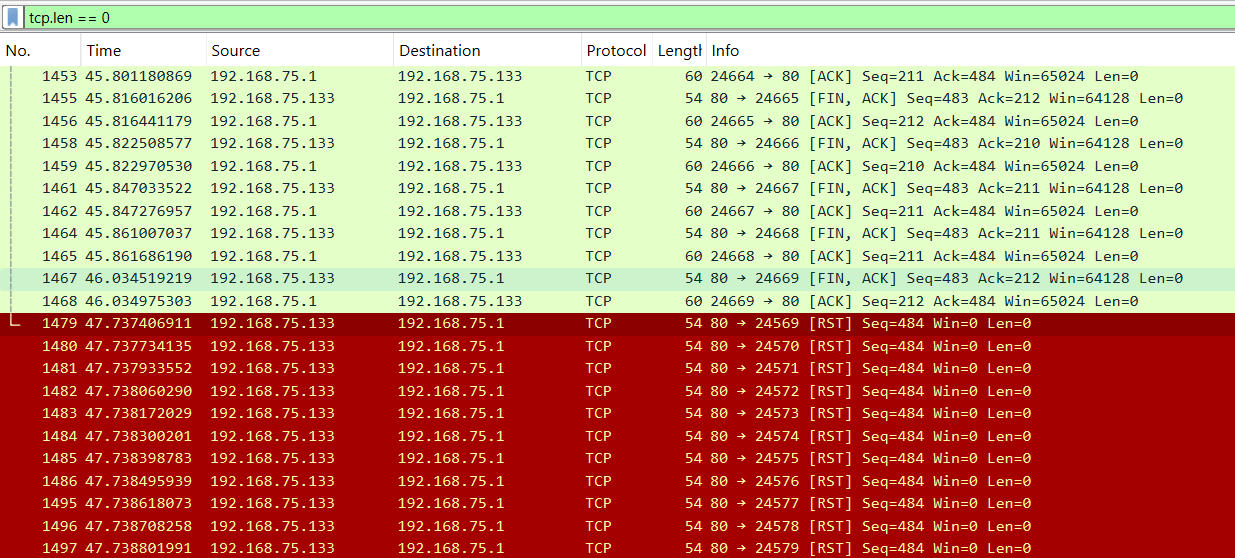 tcp.len == 0
No. Time Source Destination Protocol Lengtl Info
1453 45.801180869 192.168.75.1 192.168.75.133 TCP 60 24664 → 80 [ACK] Seq=211 Ack=484 Win=65024 Len=0
1455 45.816016206 192.168.75.133 192.168.75.1 TCP 54 80 → 24665 [FIN, ACK] Seq=483 Ack=212 Win=64128 Len=0
1456 45.816441179 192.168.75.1 192.168.75.133 TCP 60 24665 → 80 [ACK] Seq=212 Ack=484 Win=65024 Len=0
1458 45.822508577 192.168.75.133 192.168.75.1 TCP 54 80 → 24666 [FIN, ACK] Seq=483 Ack=210 Win=64128 Len=0
1459 45.822970530 192.168.75.1 192.168.75.133 TCP 60 24666 → 80 [ACK] Seq=210 Ack=484 Win=65024 Len=0
1461 45.847033522 192.168.75.133 192.168.75.1 TCP 54 80 → 24667 [FIN, ACK] Seq=483 Ack=211 Win=64128 Len=0
1462 45.847276957 192.168.75.1 192.168.75.133 TCP 60 24667 → 80 [ACK] Seq=211 Ack=484 Win=65024 Len=0
1464 45.861007037 192.168.75.133 192.168.75.1 TCP 54 80 → 24668 [FIN, ACK] Seq=483 Ack=211 Win=64128 Len=0
1465 45.861686190 192.168.75.1 192.168.75.133 TCP 60 24668 → 80 [ACK] Seq=211 Ack=484 Win=65024 Len=0
1467 46.034519219 192.168.75.133 192.168.75.1 TCP 54 80 → 24669 [FIN, ACK] Seq=483 Ack=212 Win=64128 Len=0
1468 46.034975303 192.168.75.1 192.168.75.133 TCP 60 24669 → 80 [ACK] Seq=212 Ack=484 Win=65024 Len=0
1479 47.737406911 192.168.75.133 192.168.75.1 TCP 54 80 → 24569 [RST] Seq=484 Win=0 Len=0
1480 47.737734135 192.168.75.133 192.168.75.1 TCP 54 80 → 24570 [RST] Seq=484 Win=0 Len=0
1481 47.737933552 192.168.75.133 192.168.75.1 TCP 54 80 → 24571 [RST] Seq=484 Win=0 Len=0
1482 47.738060290 192.168.75.133 192.168.75.1 TCP 54 80 → 24572 [RST] Seq=484 Win=0 Len=0
1483 47.738172029 192.168.75.133 192.168.75.1 TCP 54 80 → 24573 [RST] Seq=484 Win=0 Len=0
1484 47.738300201 192.168.75.133 192.168.75.1 TCP 54 80 → 24574 [RST] Seq=484 Win=0 Len=0
1485 47.738398783 192.168.75.133 192.168.75.1 TCP 54 80 → 24575 [RST] Seq=484 Win=0 Len=0
1486 47.738495939 192.168.75.133 192.168.75.1 TCP 54 80 → 24576 [RST] Seq=484 Win=0 Len=0
1495 47.738618073 192.168.75.133 192.168.75.1 TCP 54 80 → 24577 [RST] Seq=484 Win=0 Len=0
1496 47.738708258 192.168.75.133 192.168.75.1 TCP 54 80 → 24578 [RST] Seq=484 Win=0 Len=0
1497 47.738801991 192.168.75.133 192.168.75.1 TCP 54 80 → 24579 [RST] Seq=484 Win=0 Len=0